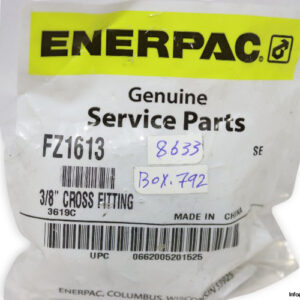 ENERPAC
Genuine
Service Parts
FZ1613
8633
SE
BOX.792
3/8" CROSS FITTING
3619C
MADE IN CHINA
UPC 0662005201525
ENERPAC, COLUMBUS,